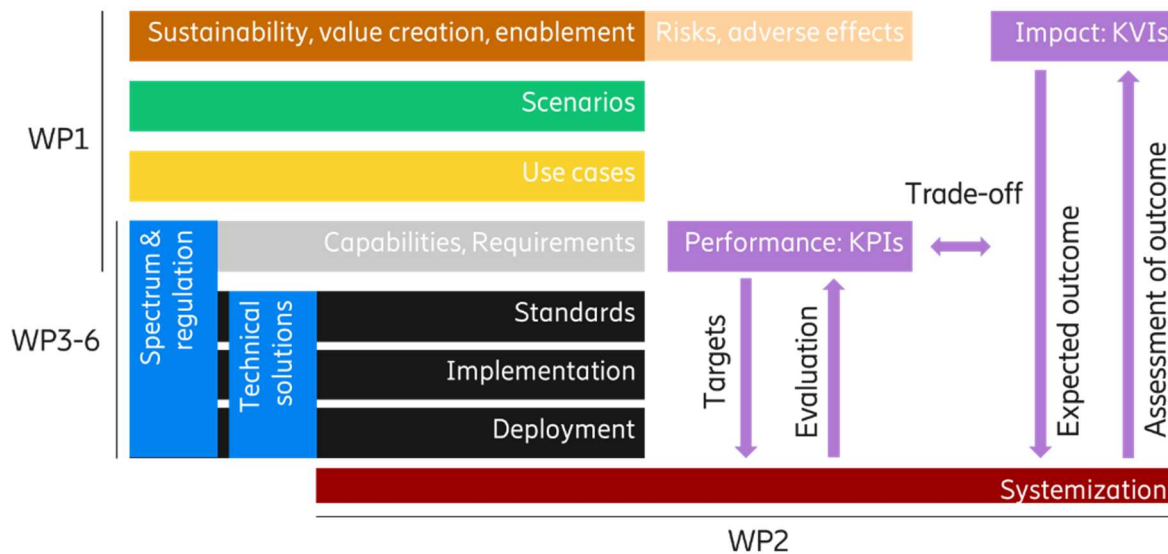 Sustainability, value creation, enablement
Risks, adverse effects
Impact: KVIs
Scenarios
WP1
Use cases
Trade-off
Spectrum &
regulation
Capabilities, Requirements
Performance: KPIs
WP3-6
Technical
solutions
Standards
Implementation
Deployment
Targets
Evaluation
Expected outcome
Assessment of outcome
Systemization
WP2